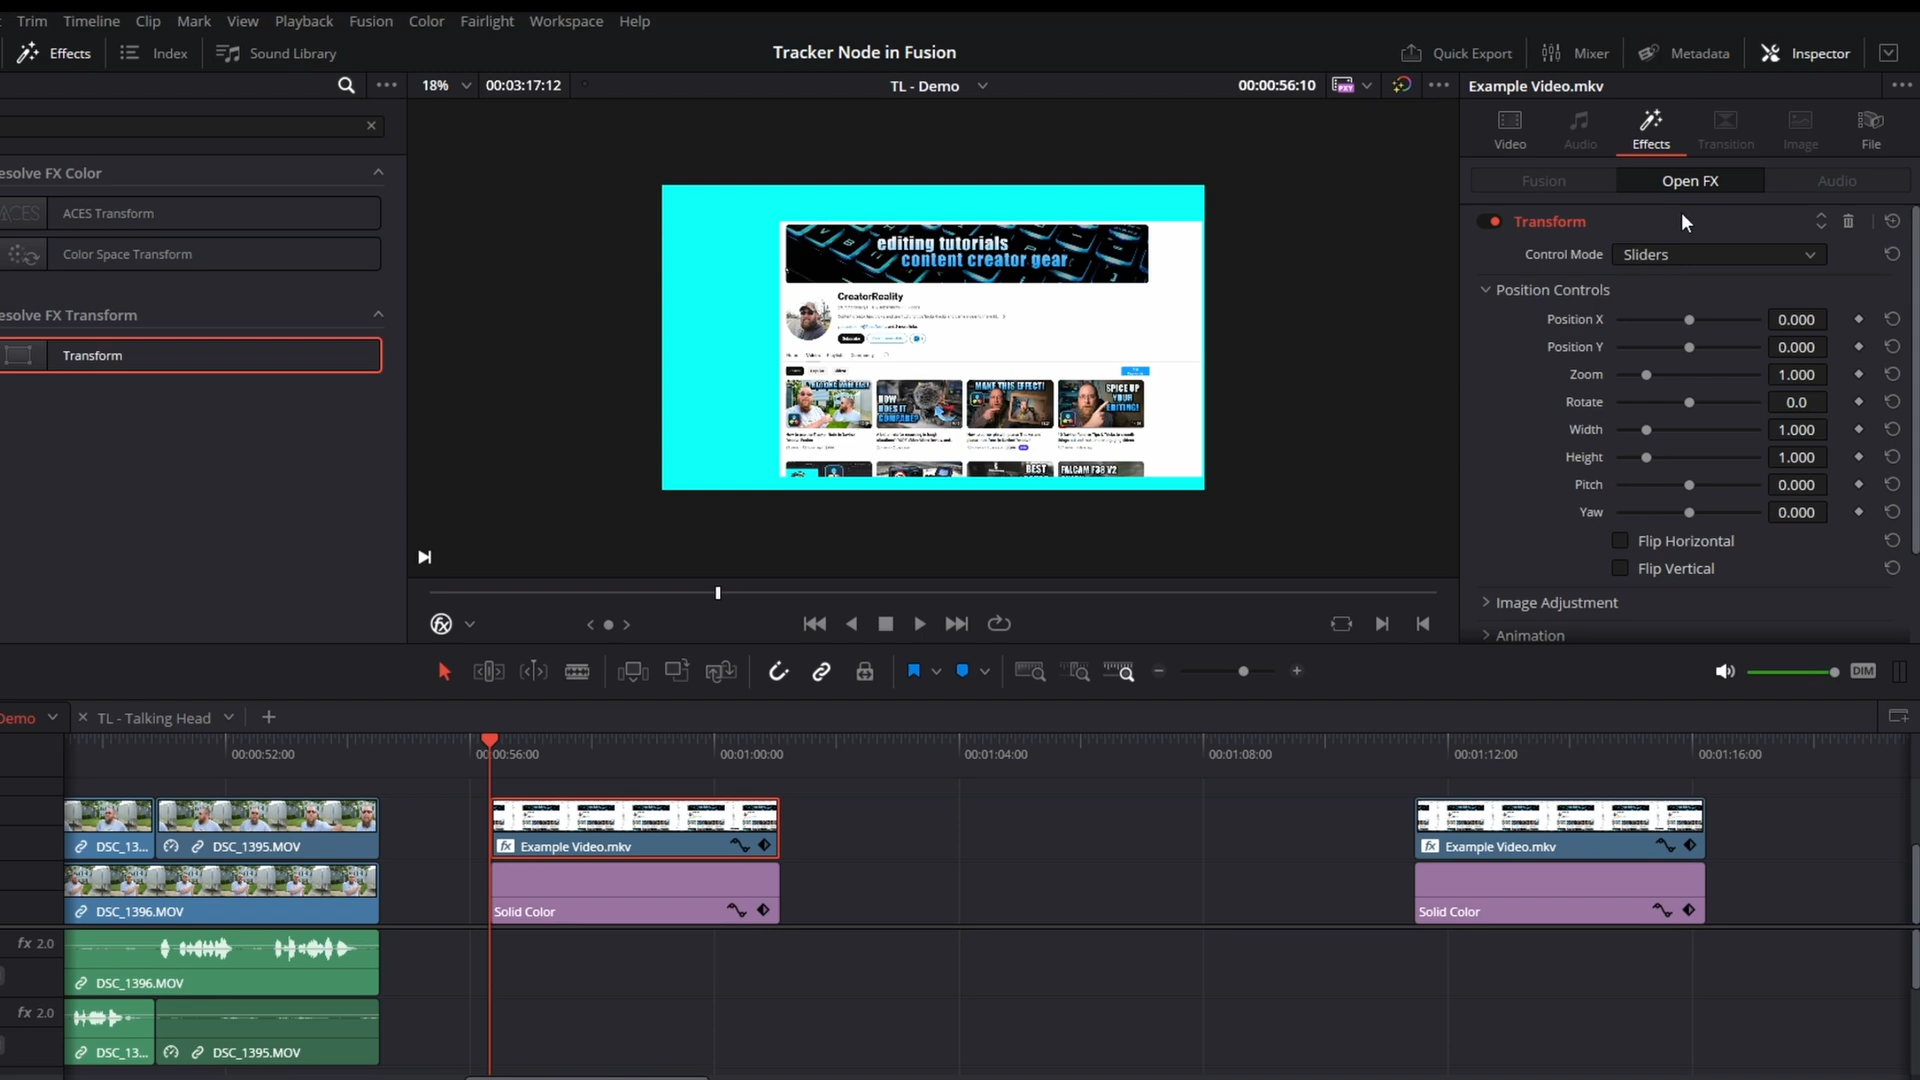 Trim Timeline Clip Mark View Playback Fusion Color Fairlight Workspace Help
Effects Index Sound Library Tracker Node in Fusion Quick Export Mixer Metadata Inspector
18% 00:03:17:12 TL - Demo 00:00:56:10 PXY Example Video.mkv
Video Audio Effects Transition Image File
Fusion Open FX Audio
esolve FX Color
ACES ACES Transform
Color Space Transform
esolve FX Transform
Transform
editing tutorials
content creator gear
CreatorReality
Subscribe
MAKE THIS EFFECT!
SPICE UP
YOUR
EDITING!
HOW
DOES IT
COMPARE?
BEST
FALCAM F38 V2
Transform
Control Mode Sliders
Position Controls
Position X 0.000
Position Y 0.000
Zoom 1.000
Rotate 0.0
Width 1.000
Height 1.000
Pitch 0.000
Yaw 0.000
Flip Horizontal
Flip Vertical
Image Adjustment
Animation
DIM
Demo TL - Talking Head
00:00:52:00 00:00:56:00 00:01:00:00 00:01:04:00 00:01:08:00 00:01:12:00 00:01:16:00
DSC_13... DSC_1395.MOV fx Example Video.mkv fx Example Video.mkv
DSC_1396.MOV Solid Color Solid Color
fx 2.0
DSC_1396.MOV
fx 2.0
DSC_13... DSC_1395.MOV